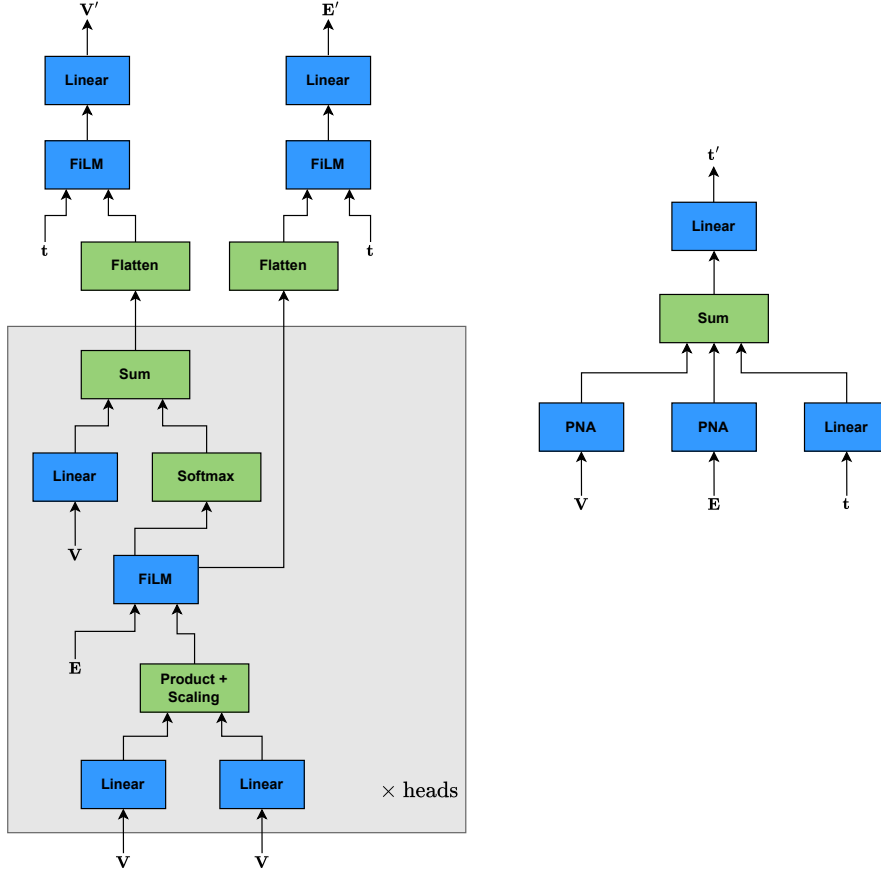 V′
E′
Linear
Linear
FiLM
FiLM
t
t
Flatten
Flatten
Sum
Linear
Softmax
V
FiLM
E
Product +
Scaling
Linear
Linear
× heads
V
V
t′
Linear
Sum
PNA
PNA
Linear
V
E
t